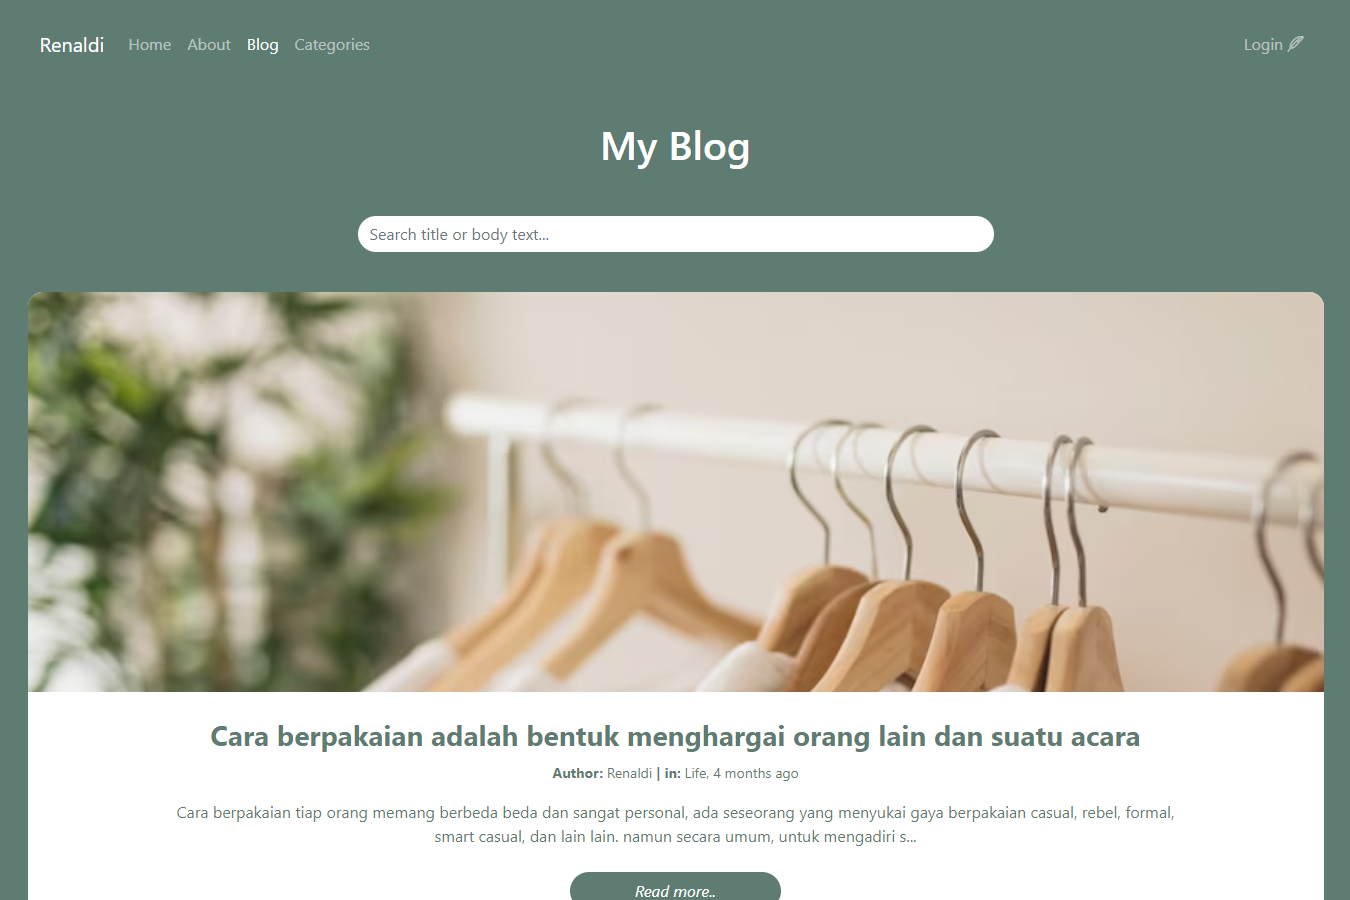 Renaldi Home About Blog Categories Login
My Blog
Search title or body text...
Cara berpakaian adalah bentuk menghargai orang lain dan suatu acara
Author: Renaldi | in: Life, 4 months ago
Cara berpakaian tiap orang memang berbeda beda dan sangat personal, ada seseorang yang menyukai gaya berpakaian casual, rebel, formal,
smart casual, dan lain lain. namun secara umum, untuk mengadiri s...
Read more..